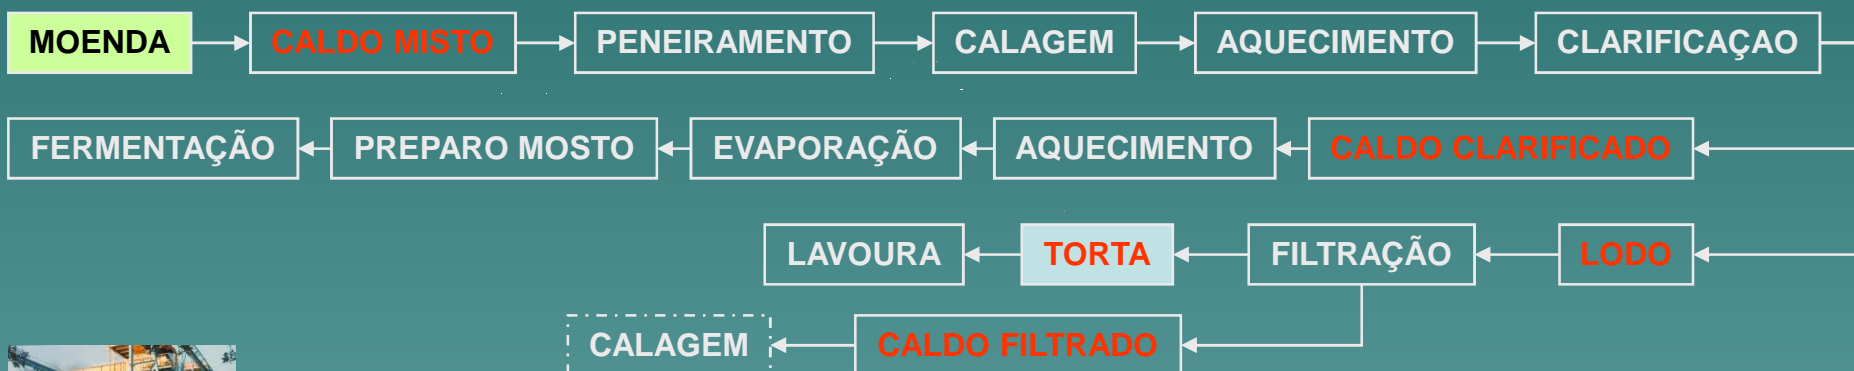 MOENDA
CALDO MISTO
PENEIRAMENTO
CALAGEM
AQUECIMENTO
CLARIFICAÇAO
FERMENTAÇÃO
PREPARO MOSTO
EVAPORAÇÃO
AQUECIMENTO
CALDO CLARIFICADO
LAVOURA
TORTA
FILTRAÇÃO
LODO
CALAGEM
CALDO FILTRADO